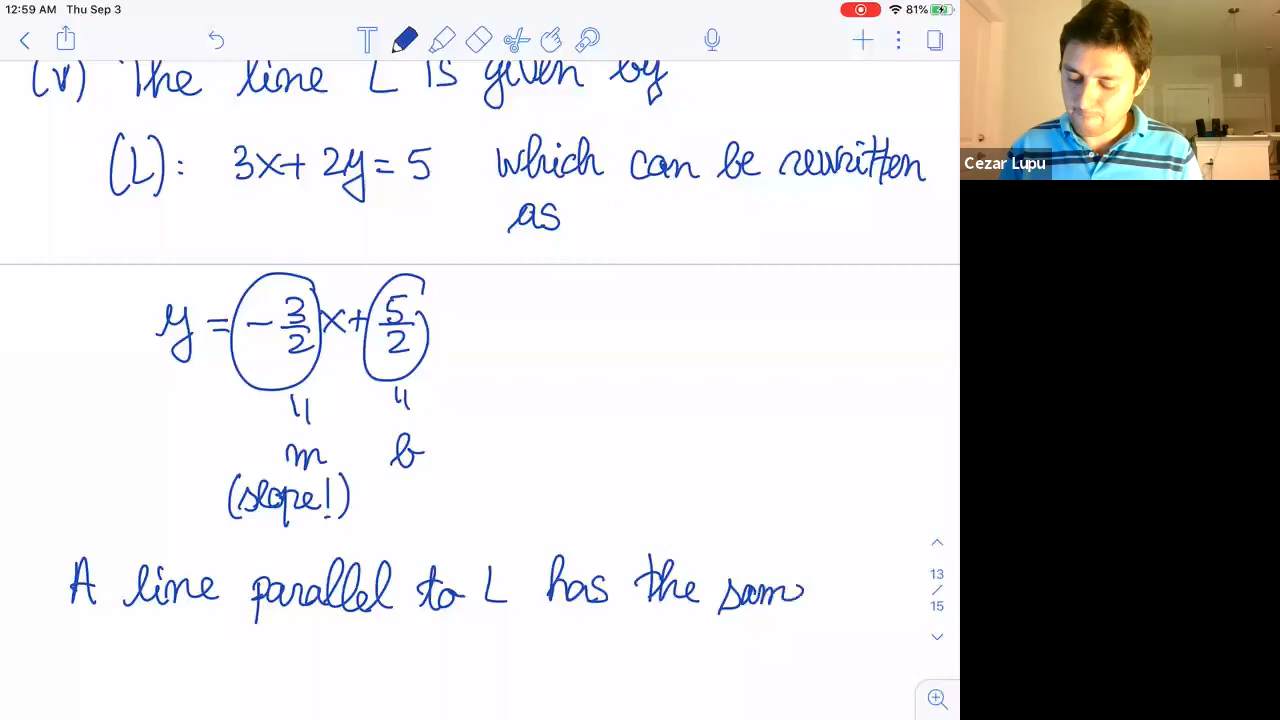 12:59 AM Thu Sep 3
81%
T
(v) The line L is given by
(L): 3x+2y=5 which can be rewritten
as
Cezar Lupu
y = -3/2 x + 5/2
" "
m b
(slope!)
A line parallel to L has the sam
13
/
15